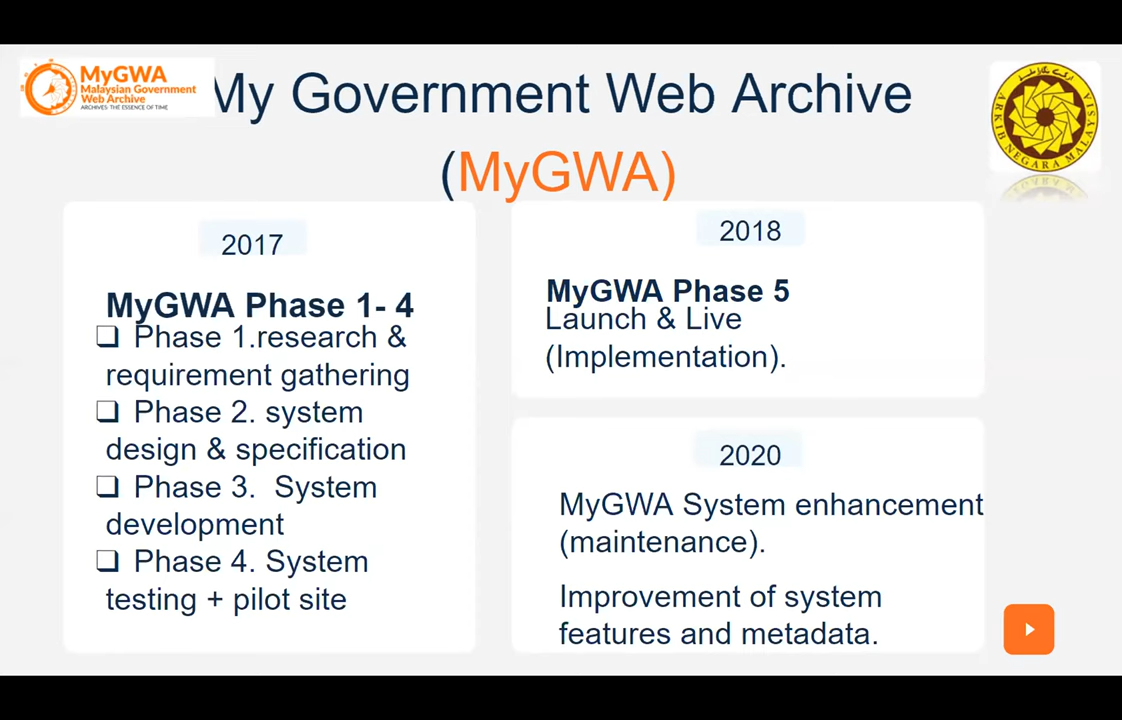 MyGWA
Malaysian Government
Web Archive
ARCHIVES: THE ESSENCE OF TIME
My Government Web Archive
(MyGWA)
ARKIB NEGARA MALAYSIA
2017
MyGWA Phase 1- 4
❑ Phase 1.research &
requirement gathering
❑ Phase 2. system
design & specification
❑ Phase 3. System
development
❑ Phase 4. System
testing + pilot site
2018
MyGWA Phase 5
Launch & Live
(Implementation).
2020
MyGWA System enhancement
(maintenance).
Improvement of system
features and metadata.